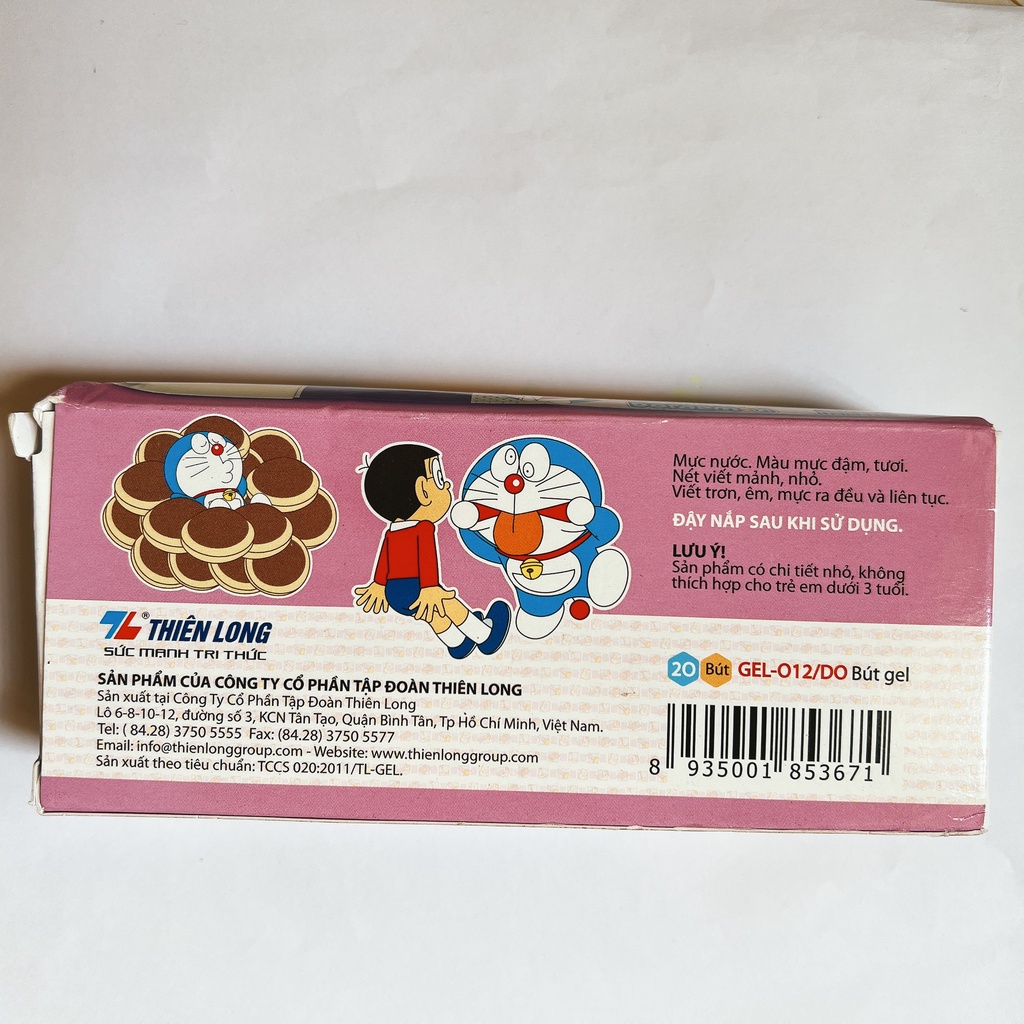 Mực nước. Màu mực đậm, tươi.
Nét viết mảnh, nhỏ.
Viết trơn, êm, mực ra đều và liên tục.
ĐẬY NẮP SAU KHI SỬ DỤNG.
LƯU Ý!
Sản phẩm có chi tiết nhỏ, không
thích hợp cho trẻ em dưới 3 tuổi.
TL® THIÊN LONG
SỨC MẠNH TRI THỨC
SẢN PHẨM CỦA CÔNG TY CỔ PHẦN TẬP ĐOÀN THIÊN LONG
Sản xuất tại Công Ty Cổ Phần Tập Đoàn Thiên Long
Lô 6-8-10-12, đường số 3, KCN Tân Tạo, Quận Bình Tân, Tp Hồ Chí Minh, Việt Nam.
Tel: ( 84.28) 3750 5555 Fax: (84.28) 3750 5577
Email: info@thienlonggroup.com - Website: www.thienlonggroup.com
Sản xuất theo tiêu chuẩn: TCCS 020:2011/TL-GEL.
20 Bút GEL-012/DO Bút gel
8 935001 853671